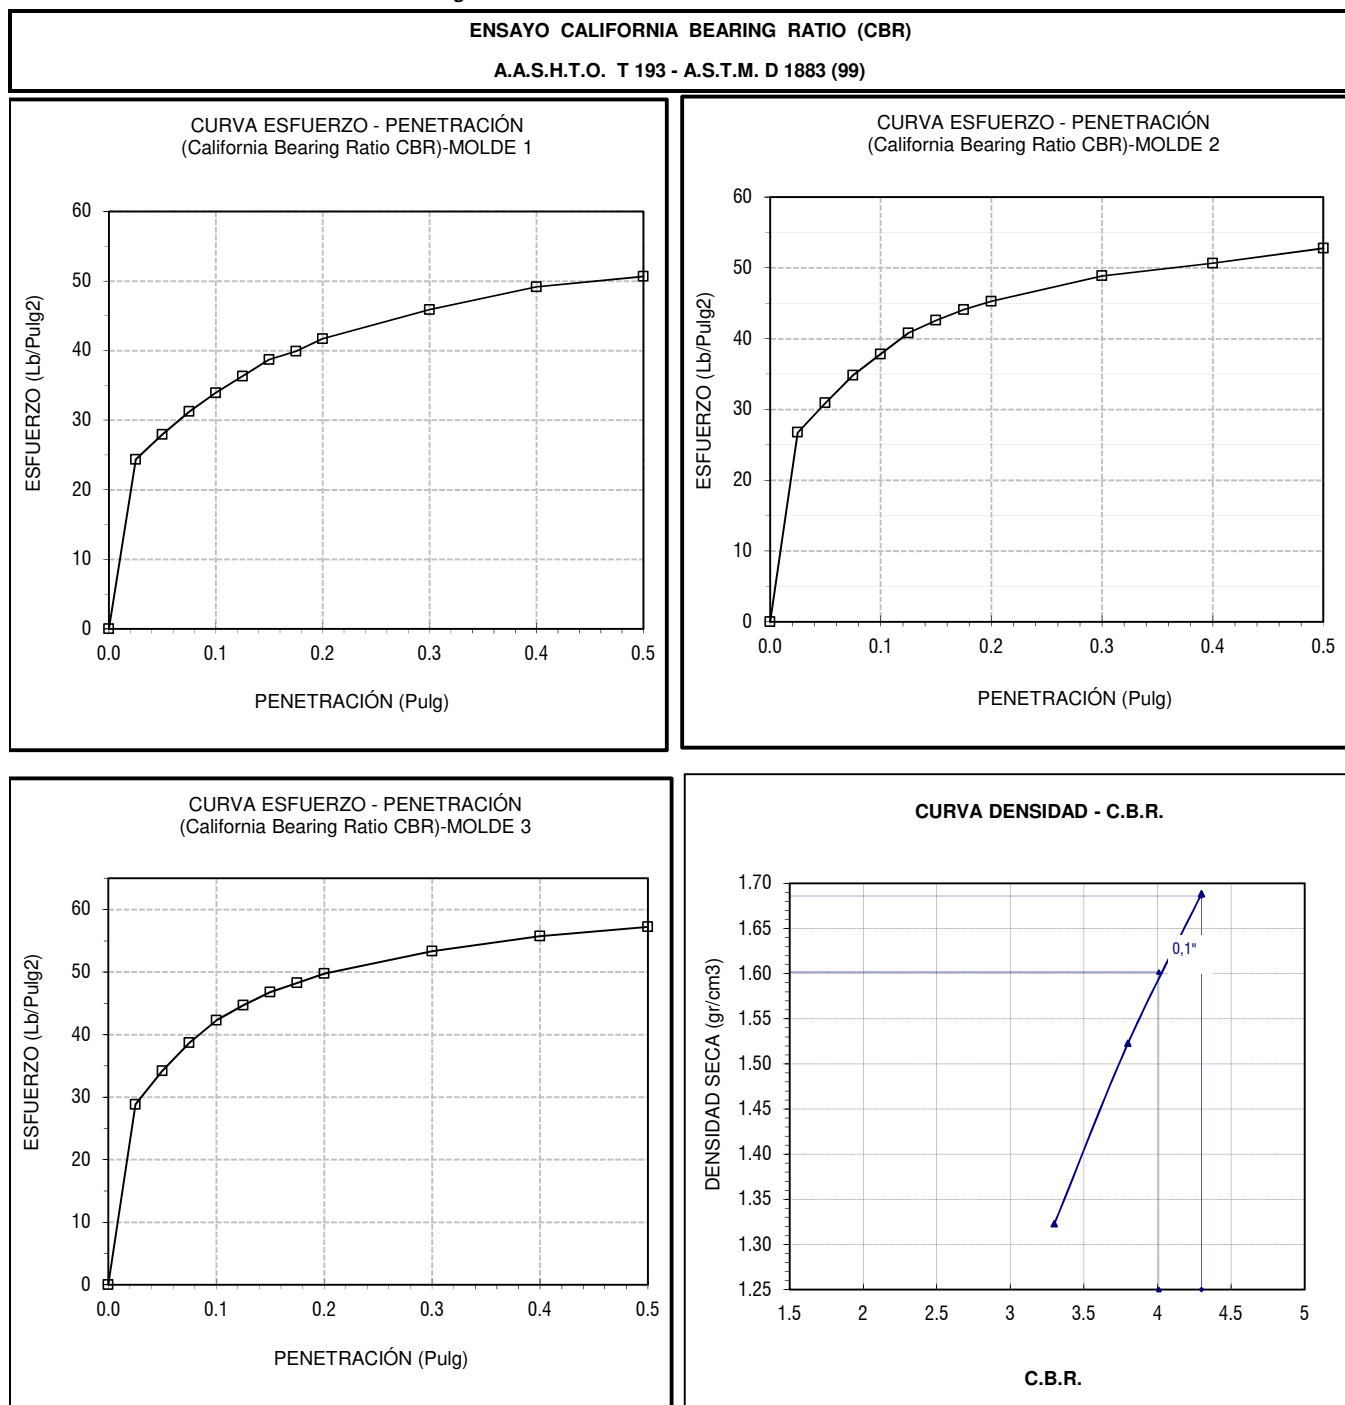 ENSAYO CALIFORNIA BEARING RATIO (CBR)
A.A.S.H.T.O. T 193 - A.S.T.M. D 1883 (99)
CURVA ESFUERZO - PENETRACIÓN
(California Bearing Ratio CBR)-MOLDE 1
60
50
40
30
20
10
0
ESFUERZO (Lb/Pulg2)
0.0 0.1 0.2 0.3 0.4 0.5
PENETRACIÓN (Pulg)
CURVA ESFUERZO - PENETRACIÓN
(California Bearing Ratio CBR)-MOLDE 2
60
50
40
30
20
10
0
ESFUERZO (Lb/Pulg2)
0.0 0.1 0.2 0.3 0.4 0.5
PENETRACIÓN (Pulg)
CURVA ESFUERZO - PENETRACIÓN
(California Bearing Ratio CBR)-MOLDE 3
60
50
40
30
20
10
0
ESFUERZO (Lb/Pulg2)
0.0 0.1 0.2 0.3 0.4 0.5
PENETRACIÓN (Pulg)
CURVA DENSIDAD - C.B.R.
1.70
1.65
1.60
1.55
1.50
1.45
1.40
1.35
1.30
1.25
DENSIDAD SECA (gr/cm3)
0,1"
1.5 2 2.5 3 3.5 4 4.5 5
C.B.R.